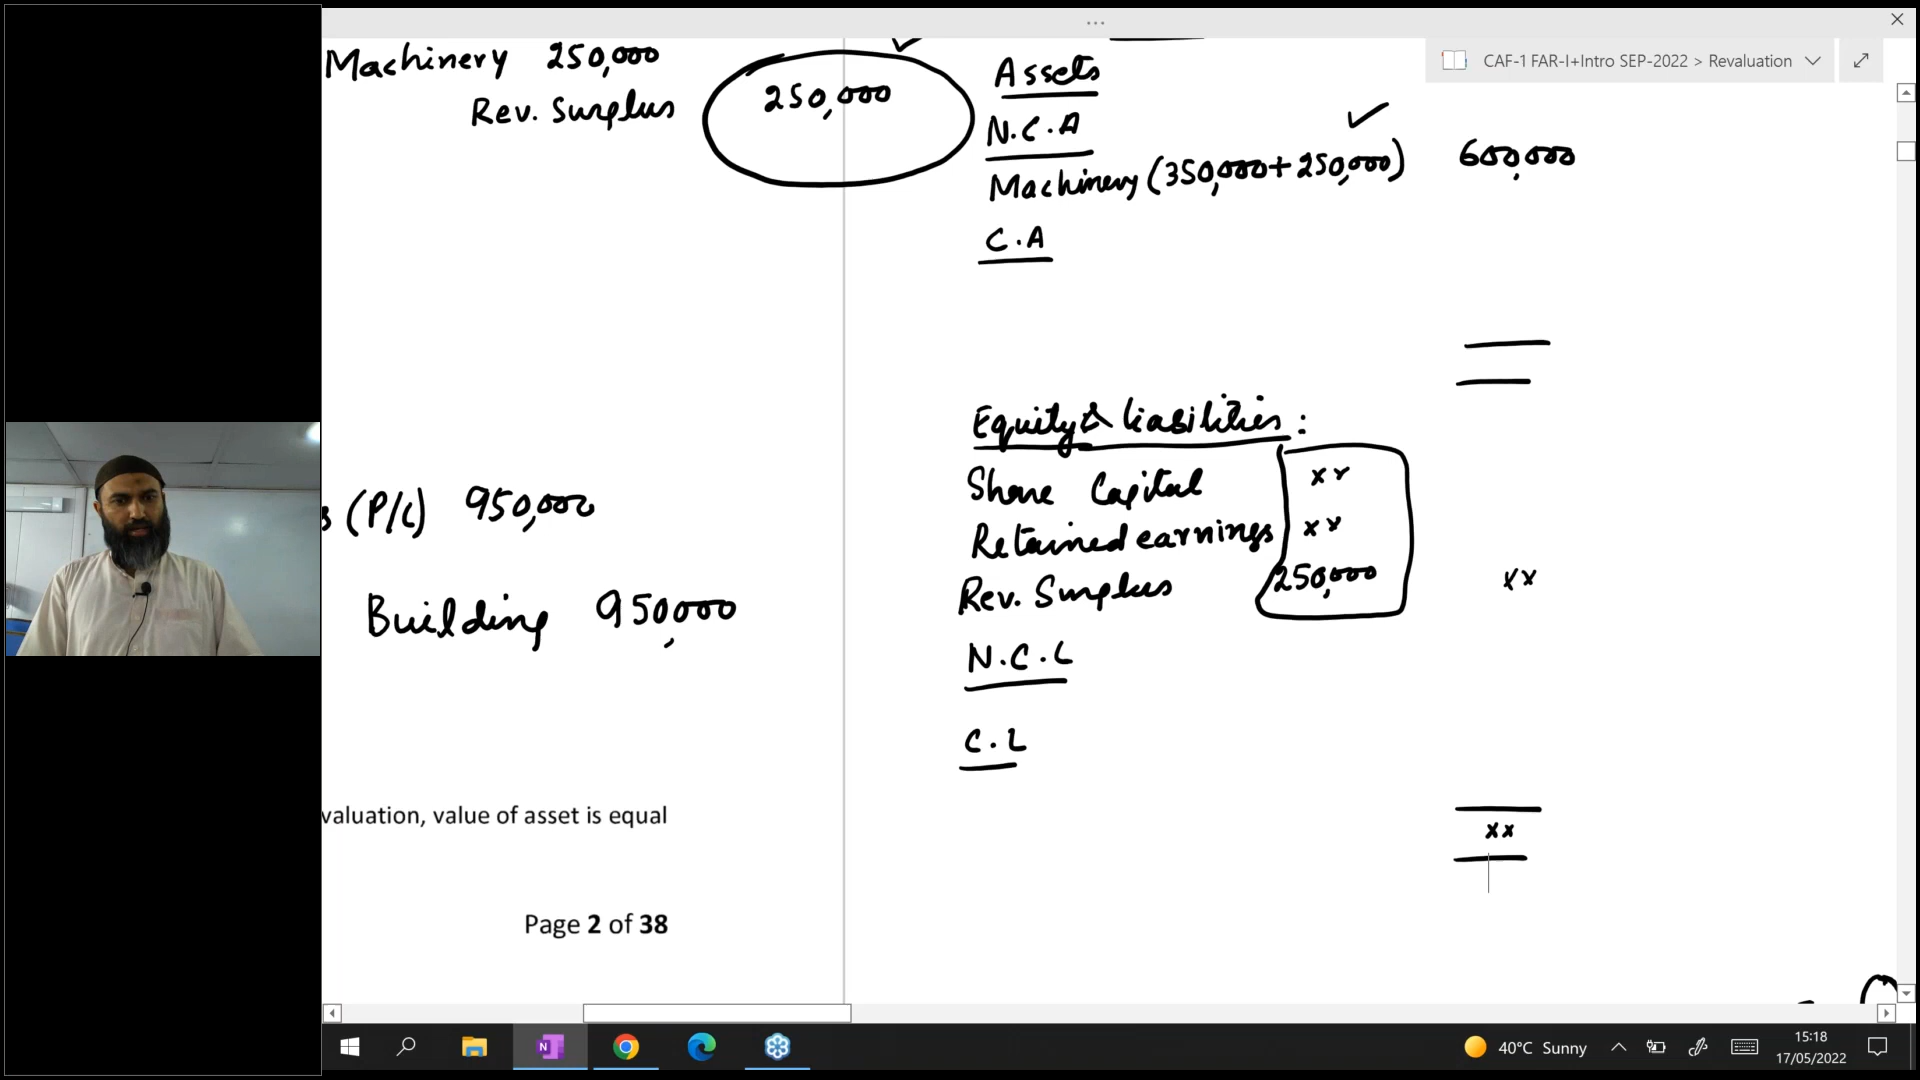 Machinery 250,000
Rev. Surplus 250,000
(P/L) 950,000
Building 950,000
valuation, value of asset is equal
Page 2 of 38
CAF-1 FAR-I+Intro SEP-2022 > Revaluation
Assets
N.C.A
Machinery (350,000+250,000) 600,000
C.A
Equity & liabilities :
Share Capital xx
Retained earnings xx
Rev. Surplus 250,000 xx
N.C.L
C.L
xx
40°C Sunny
15:18
17/05/2022